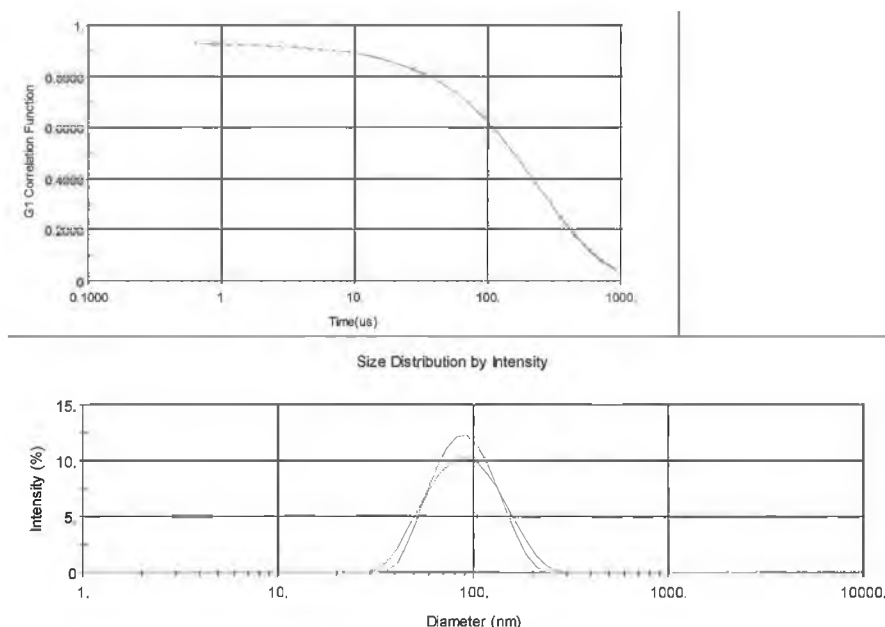 1.
0.8000
0.6000
0.4000
0.2000
0
G1 Correlation Function
0.1000 1. 10. 100. 1000.
Time(us)
Size Distribution by Intensity
15.
10.
5.
0
Intensity (%)
1. 10. 100. 1000. 10000.
Diameter (nm)